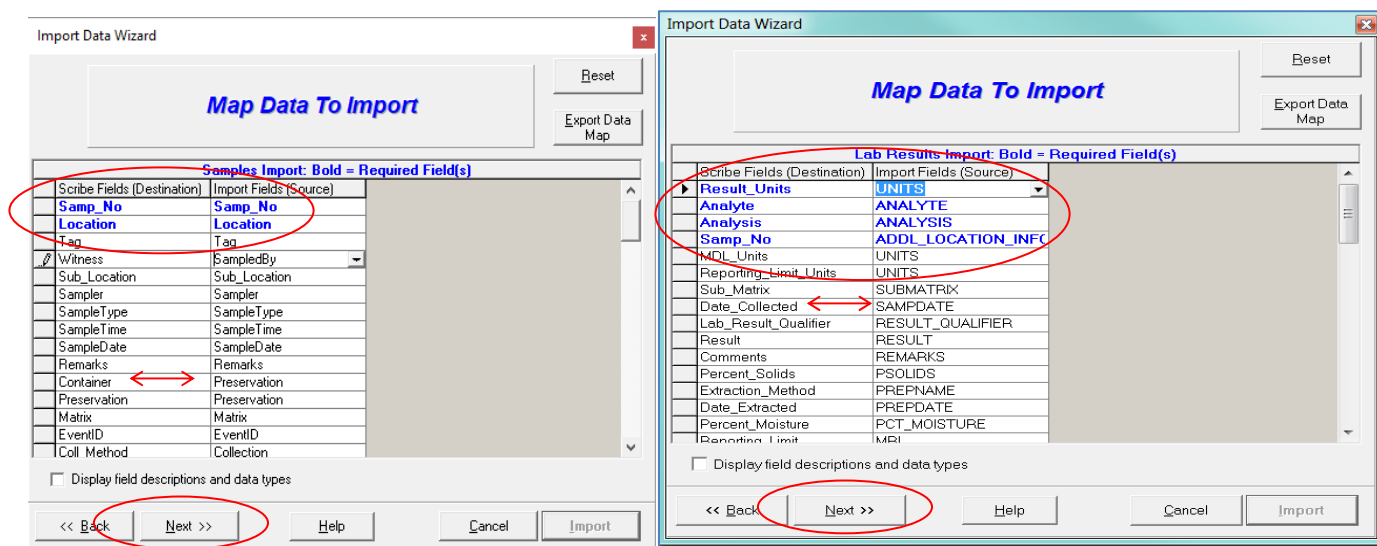 Import Data Wizard
x
Reset
Map Data To Import
Export Data
Map
Samples Import: Bold = Required Field(s)
Scribe Fields (Destination) Import Fields (Source)
Samp_No Samp_No
Location Location
Tag Tag
Witness SampledBy
Sub_Location Sub_Location
Sampler Sampler
SampleType SampleType
SampleTime SampleTime
SampleDate SampleDate
Remarks Remarks
Container Preservation
Preservation Preservation
Matrix Matrix
EventID EventID
Coll_Method Collection
Display field descriptions and data types
<< Back Next >> Help Cancel Import
Import Data Wizard
Reset
Map Data To Import
Export Data
Map
Lab Results Import: Bold = Required Field(s)
Scribe Fields (Destination) Import Fields (Source)
Result_Units UNITS
Analyte ANALYTE
Analysis ANALYSIS
Samp_No ADDL_LOCATION_INFO
MDL_Units UNITS
Reporting_Limit_Units UNITS
Sub_Matrix SUBMATRIX
Date_Collected SAMPDATE
Lab_Result_Qualifier RESULT_QUALIFIER
Result RESULT
Comments REMARKS
Percent_Solids PSOLIDS
Extraction_Method PREPNAME
Date_Extracted PREPDATE
Percent_Moisture PCT_MOISTURE
Reporting_Limit MRL
Display field descriptions and data types
<< Back Next >> Help Cancel Import